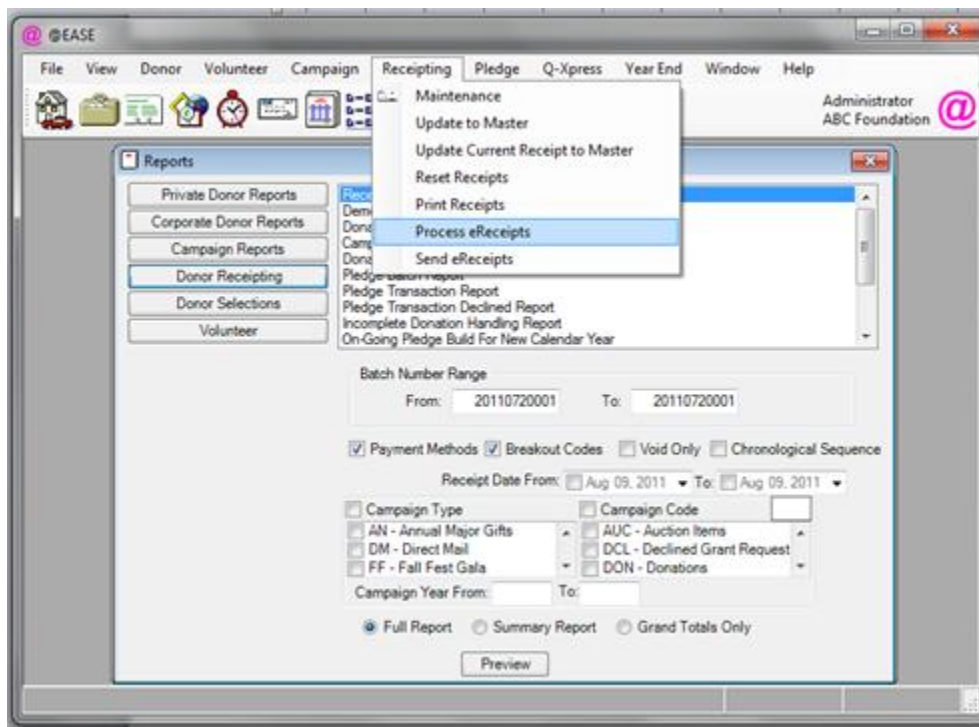 @EASE
File View Donor Volunteer Campaign Receipting Pledge Q-Xpress Year End Window Help
Administrator
ABC Foundation
@
Maintenance
Update to Master
Update Current Receipt to Master
Reset Receipts
Print Receipts
Process eReceipts
Send eReceipts
Reports
Private Donor Reports
Corporate Donor Reports
Campaign Reports
Donor Receipting
Donor Selections
Volunteer
Pledge Batch Report
Pledge Transaction Report
Pledge Transaction Declined Report
Incomplete Donation Handling Report
On-Going Pledge Build For New Calendar Year
Batch Number Range
From: 20110720001 To: 20110720001
Payment Methods Breakout Codes Void Only Chronological Sequence
Receipt Date From: Aug 09, 2011 To: Aug 09, 2011
Campaign Type Campaign Code
AN - Annual Major Gifts AUC - Auction Items
DM - Direct Mail DCL - Declined Grant Request
FF - Fall Fest Gala DON - Donations
Campaign Year From: To:
Full Report Summary Report Grand Totals Only
Preview